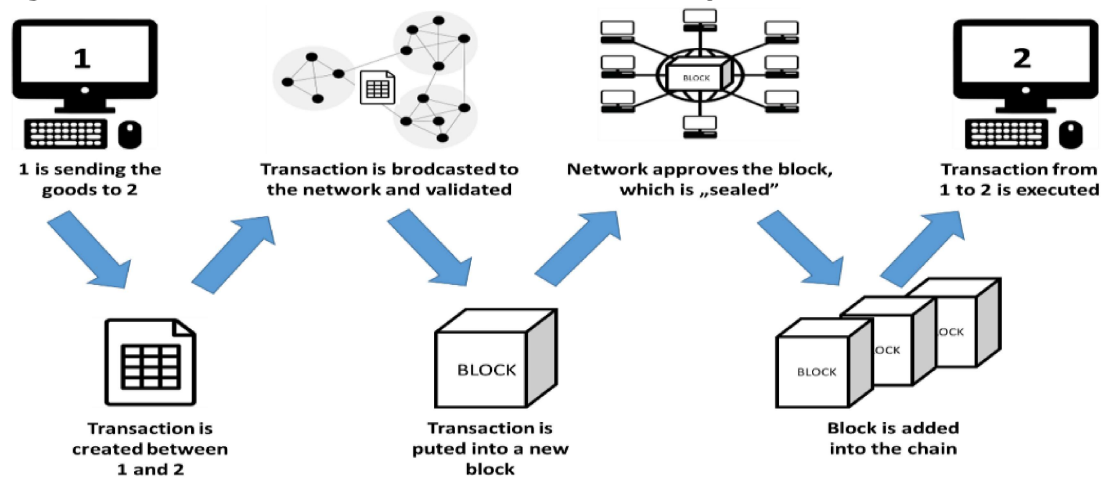 1
1 is sending the
goods to 2
Transaction is
created between
1 and 2
Transaction is brodcasted to
the network and validated
BLOCK
Transaction is
puted into a new
block
BLOCK
Network approves the block,
which is „sealed”
BLOCK
OCK
OCK
Block is added
into the chain
2
Transaction from
1 to 2 is executed